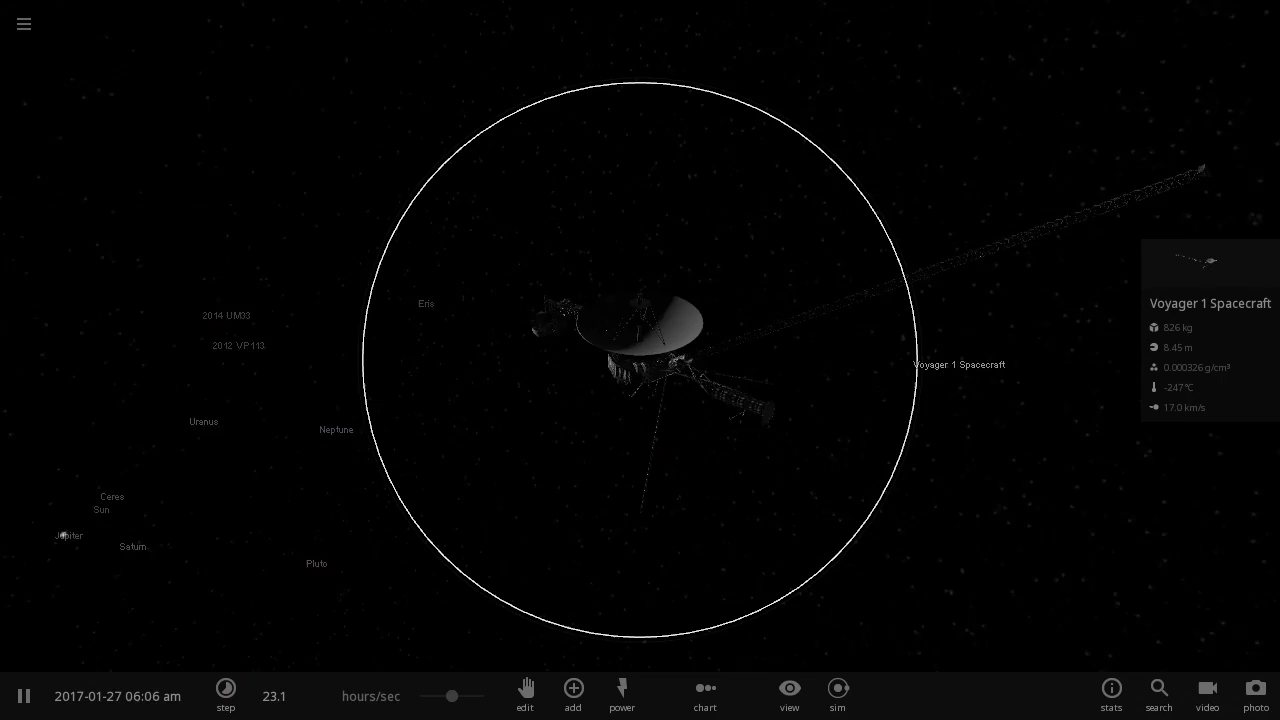 Eris
2014 UM33
2012 VP113
Voyager 1 Spacecraft
Uranus
Neptune
Ceres
Sun
Jupiter
Saturn
Pluto
Voyager 1 Spacecraft
826 kg
8.45 m
0.000326 g/cm³
-247°C
17.0 km/s
2017-01-27 06:06 am
step
23.1
hours/sec
edit
add
power
chart
view
sim
stats
search
video
photo